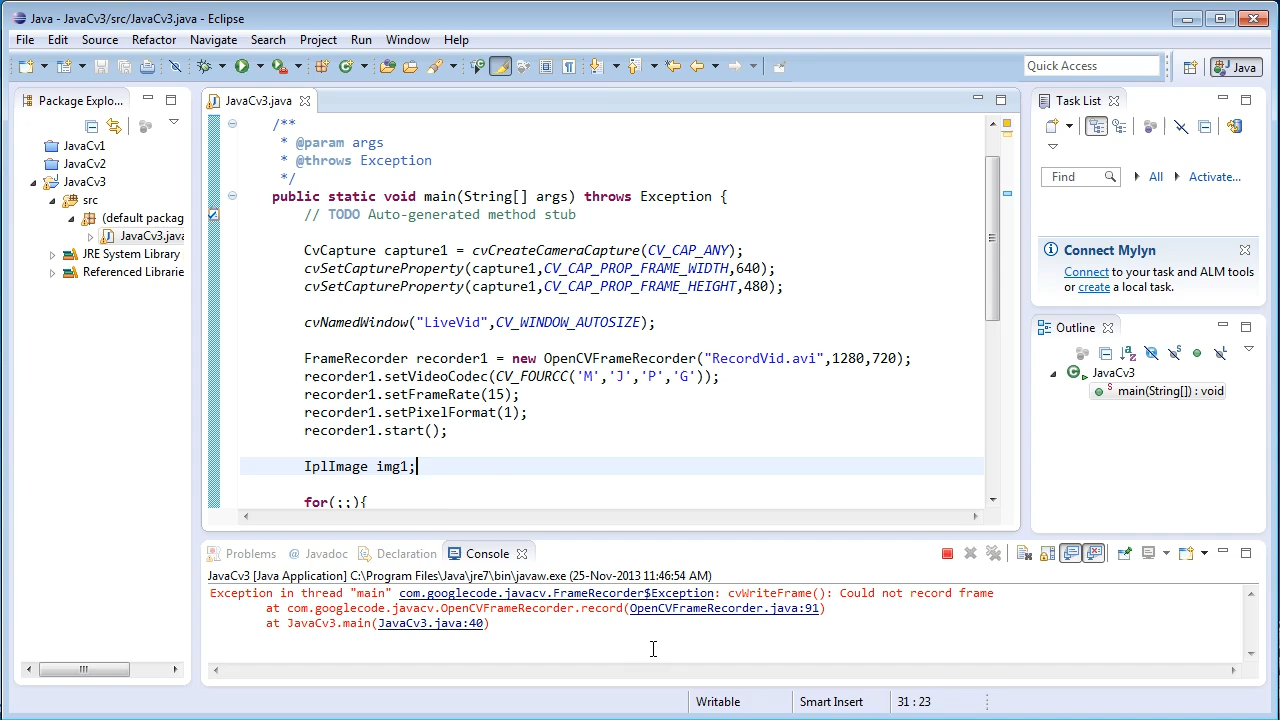 Java - JavaCv3/src/JavaCv3.java - Eclipse
File Edit Source Refactor Navigate Search Project Run Window Help
Quick Access
Java
Package Explo...
JavaCv1
JavaCv2
JavaCv3
src
(default packag
JavaCv3.java
JRE System Library
Referenced Librarie
JavaCv3.java
/**
* @param args
* @throws Exception
*/
public static void main(String[] args) throws Exception {
// TODO Auto-generated method stub
CvCapture capture1 = cvCreateCameraCapture(CV_CAP_ANY);
cvSetCaptureProperty(capture1,CV_CAP_PROP_FRAME_WIDTH,640);
cvSetCaptureProperty(capture1,CV_CAP_PROP_FRAME_HEIGHT,480);
cvNamedWindow("LiveVid",CV_WINDOW_AUTOSIZE);
FrameRecorder recorder1 = new OpenCVFrameRecorder("RecordVid.avi",1280,720);
recorder1.setVideoCodec(CV_FOURCC('M','J','P','G'));
recorder1.setFrameRate(15);
recorder1.setPixelFormat(1);
recorder1.start();
IplImage img1;
for(;;){
Task List
Find
All
Activate...
Connect Mylyn
Connect to your task and ALM tools
or create a local task.
Outline
JavaCv3
main(String[]) : void
Problems @ Javadoc Declaration Console
JavaCv3 [Java Application] C:\Program Files\Java\jre7\bin\javaw.exe (25-Nov-2013 11:46:54 AM)
Exception in thread "main" com.googlecode.javacv.FrameRecorder$Exception: cvWriteFrame(): Could not record frame
at com.googlecode.javacv.OpenCVFrameRecorder.record(OpenCVFrameRecorder.java:91)
at JavaCv3.main(JavaCv3.java:40)
Writable
Smart Insert
31 : 23